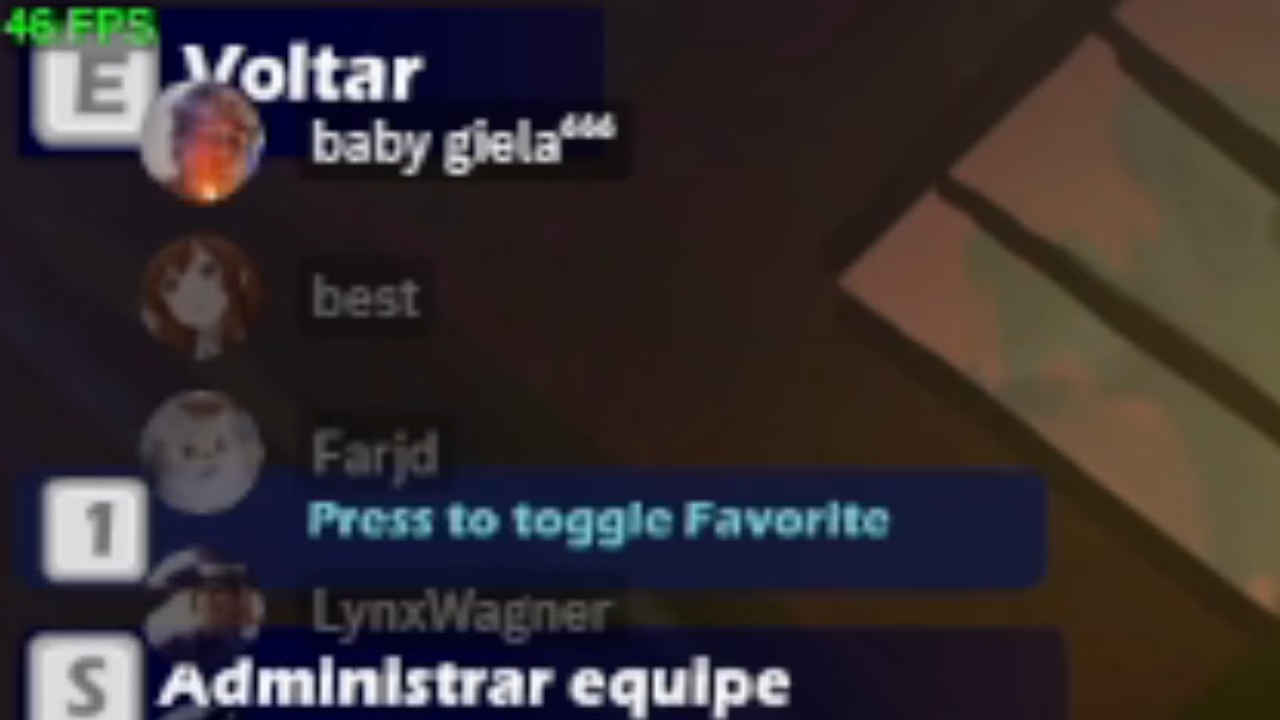 46 FPS
E Voltar
baby giela⁶⁶⁶
best
Farjd
1 Press to toggle Favorite
LynxWagner
S Administrar equipe